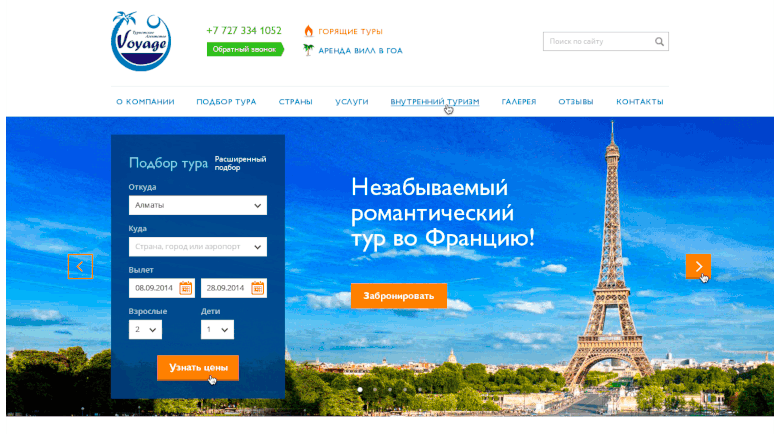 Туристское
Агентство
Voyage
+7 727 334 1052
Обратный звонок
ГОРЯЩИЕ ТУРЫ
АРЕНДА ВИЛЛ В ГОА
Поиск по сайту
О КОМПАНИИ ПОДБОР ТУРА СТРАНЫ УСЛУГИ ВНУТРЕННИЙ ТУРИЗМ ГАЛЕРЕЯ ОТЗЫВЫ КОНТАКТЫ
Подбор тура
Расширенный
подбор
Откуда
Алматы
Куда
Страна, город или аэропорт
Вылет
08.09.2014 28.09.2014
Взрослые Дети
2 1
Узнать цены
Незабываемый
романтический
тур во Францию!
Забронировать